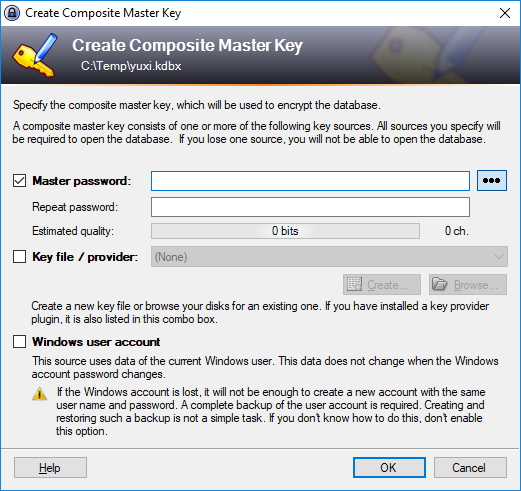 Create Composite Master Key
Create Composite Master Key
C:\Temp\yuxi.kdbx
Specify the composite master key, which will be used to encrypt the database.
A composite master key consists of one or more of the following key sources. All sources you specify will
be required to open the database.  If you lose one source, you will not be able to open the database.
Master password:
Repeat password:
Estimated quality: 0 bits 0 ch.
Key file / provider: (None)
Create... Browse...
Create a new key file or browse your disks for an existing one. If you have installed a key provider
plugin, it is also listed in this combo box.
Windows user account
This source uses data of the current Windows user. This data does not change when the Windows
account password changes.
If the Windows account is lost, it will not be enough to create a new account with the same
user name and password. A complete backup of the user account is required. Creating and
restoring such a backup is not a simple task. If you don't know how to do this, don't enable
this option.
Help OK Cancel